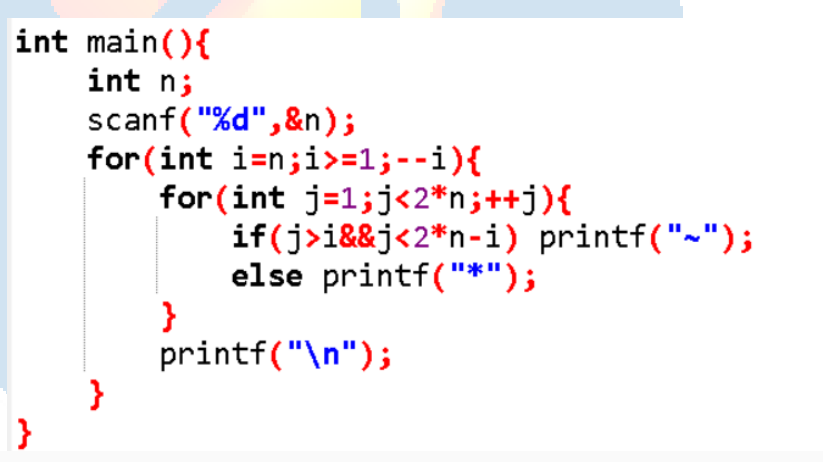 int main(){
    int n;
    scanf("%d",&n);
    for(int i=n;i>=1;--i){
        for(int j=1;j<2*n;++j){
            if(j>i&&j<2*n-i) printf("~");
            else printf("*");
        }
        printf("\n");
    }
}